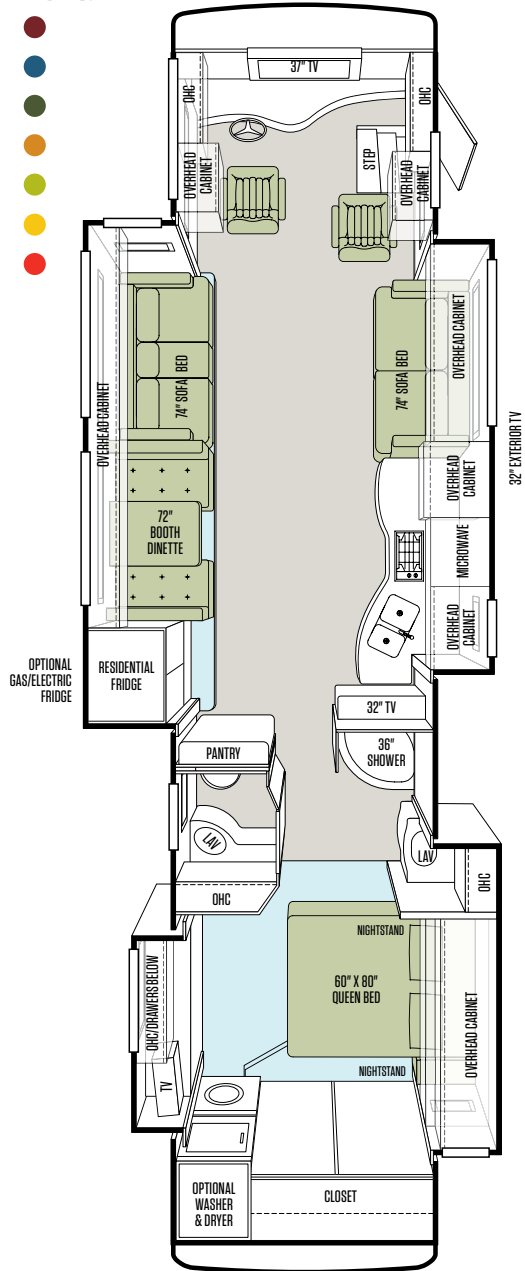 37" TV
OHC
OHC
STEP
OVERHEAD
CABINET
OVERHEAD
CABINET
OVERHEAD CABINET
74" SOFA BED
74" SOFA BED
OVERHEAD CABINET
32" EXTERIOR TV
OVERHEAD
CABINET
72"
BOOTH
DINETTE
MICROWAVE
OVERHEAD
CABINET
OPTIONAL
GAS/ELECTRIC
FRIDGE
RESIDENTIAL
FRIDGE
32" TV
PANTRY
36"
SHOWER
LAV
LAV
OHC
OHC
NIGHTSTAND
60" X 80"
QUEEN BED
OHC/DRAWERS BELOW
OVERHEAD CABINET
TV
NIGHTSTAND
OPTIONAL
WASHER
& DRYER
CLOSET